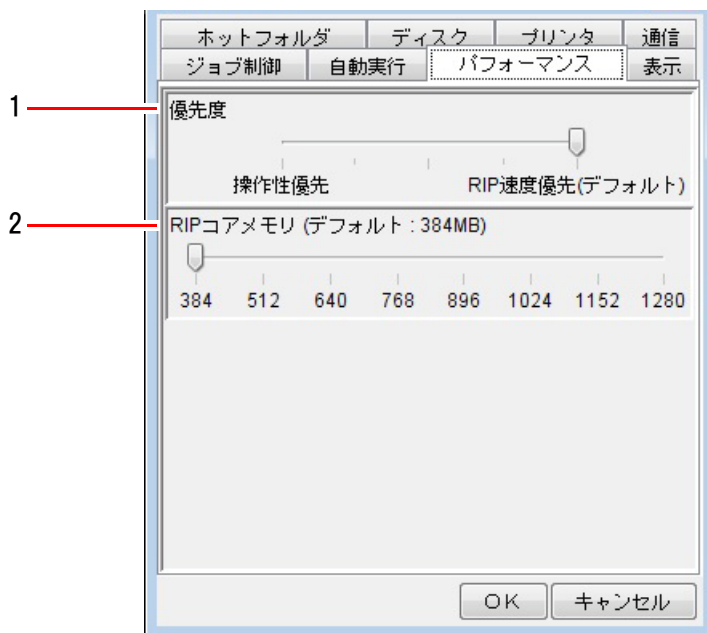 ホットフォルダ ディスク プリンタ 通信
ジョブ制御 自動実行 パフォーマンス 表示
1
優先度
操作性優先 RIP速度優先(デフォルト)
2
RIPコアメモリ (デフォルト : 384MB)
384 512 640 768 896 1024 1152 1280
OK キャンセル